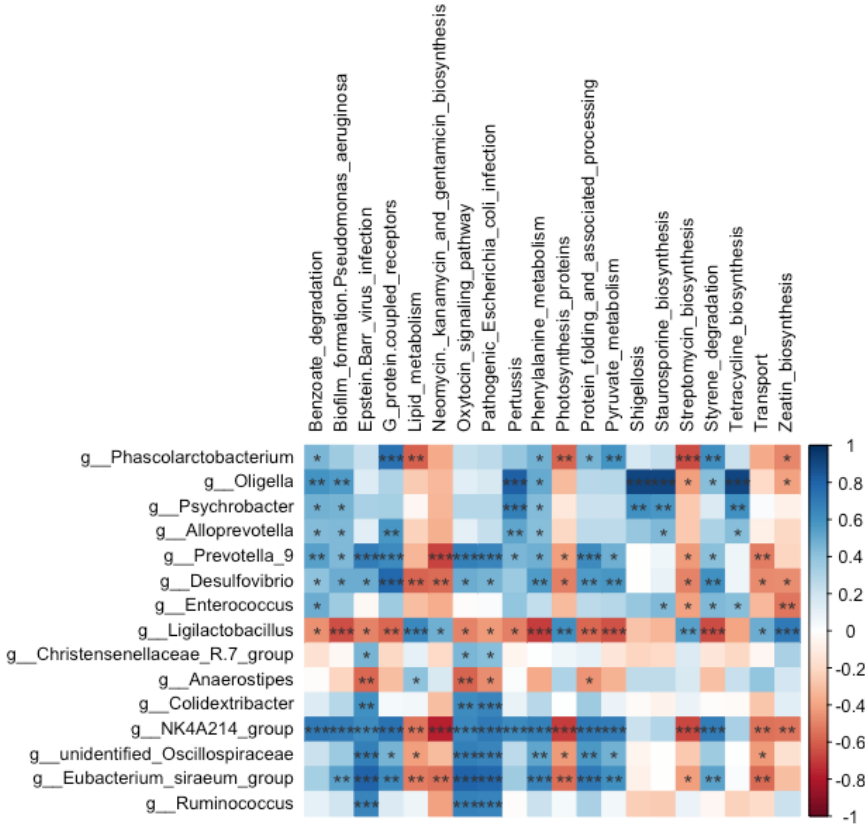 Benzoate_degradation
Biofilm_formation.Pseudomonas_aeruginosa
Epstein.Barr_virus_infection
G_protein.coupled_receptors
Lipid_metabolism
Neomycin._kanamycin_and_gentamicin_biosynthesis
Oxytocin_signaling_pathway
Pathogenic_Escherichia_coli_infection
Pertussis
Phenylalanine_metabolism
Photosynthesis_proteins
Protein_folding_and_associated_processing
Pyruvate_metabolism
Shigellosis
Staurosporine_biosynthesis
Streptomycin_biosynthesis
Styrene_degradation
Tetracycline_biosynthesis
Transport
Zeatin_biosynthesis
g__Phascolarctobacterium
g__Oligella
g__Psychrobacter
g__Alloprevotella
g__Prevotella_9
g__Desulfovibrio
g__Enterococcus
g__Ligilactobacillus
g__Christensenellaceae_R.7_group
g__Anaerostipes
g__Colidextribacter
g__NK4A214_group
g__unidentified_Oscillospiraceae
g__Eubacterium_siraeum_group
g__Ruminococcus
1
0.8
0.6
0.4
0.2
0
-0.2
-0.4
-0.6
-0.8
-1